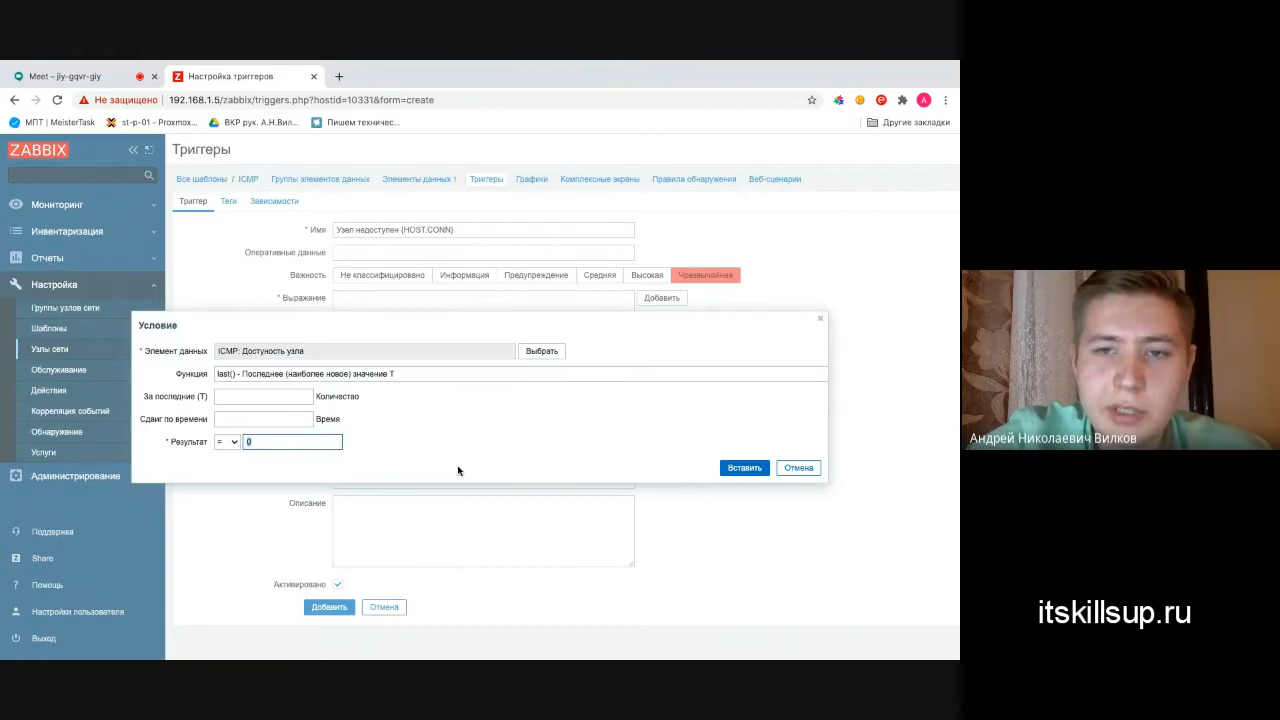 Meet – jiy-gqvr-giy
Настройка триггеров
Не защищено
192.168.1.5/zabbix/triggers.php?hostid=10331&form=create
A
МПТ | MeisterTask
st-p-01 - Proxmox...
ВКР рук. А.Н.Вил...
Пишем техничес...
Другие закладки
ZABBIX
Триггеры
Все шаблоны / ICMP Группы элементов данных Элементы данных 1 Триггеры Графики Комплексные экраны Правила обнаружения Веб-сценарии
Триггер Теги Зависимости
Мониторинг
Инвентаризация
Отчеты
Настройка
Группы узлов сети
Шаблоны
Узлы сети
Обслуживание
Действия
Корреляция событий
Обнаружение
Услуги
Администрирование
Поддержка
Share
Помощь
Настройки пользователя
Выход
* Имя Узел недоступен {HOST.CONN}
Оперативные данные
Важность Не классифицировано Информация Предупреждение Средняя Высокая Чрезвычайная
* Выражение Добавить
Условие
* Элемент данных ICMP: Достуность узла Выбрать
Функция last() - Последнее (наиболее новое) значение T
За последние (T) Количество
Сдвиг по времени Время
* Результат = 0
Вставить Отмена
Описание
Активировано
Добавить Отмена
Андрей Николаевич Вилков
itskillsup.ru